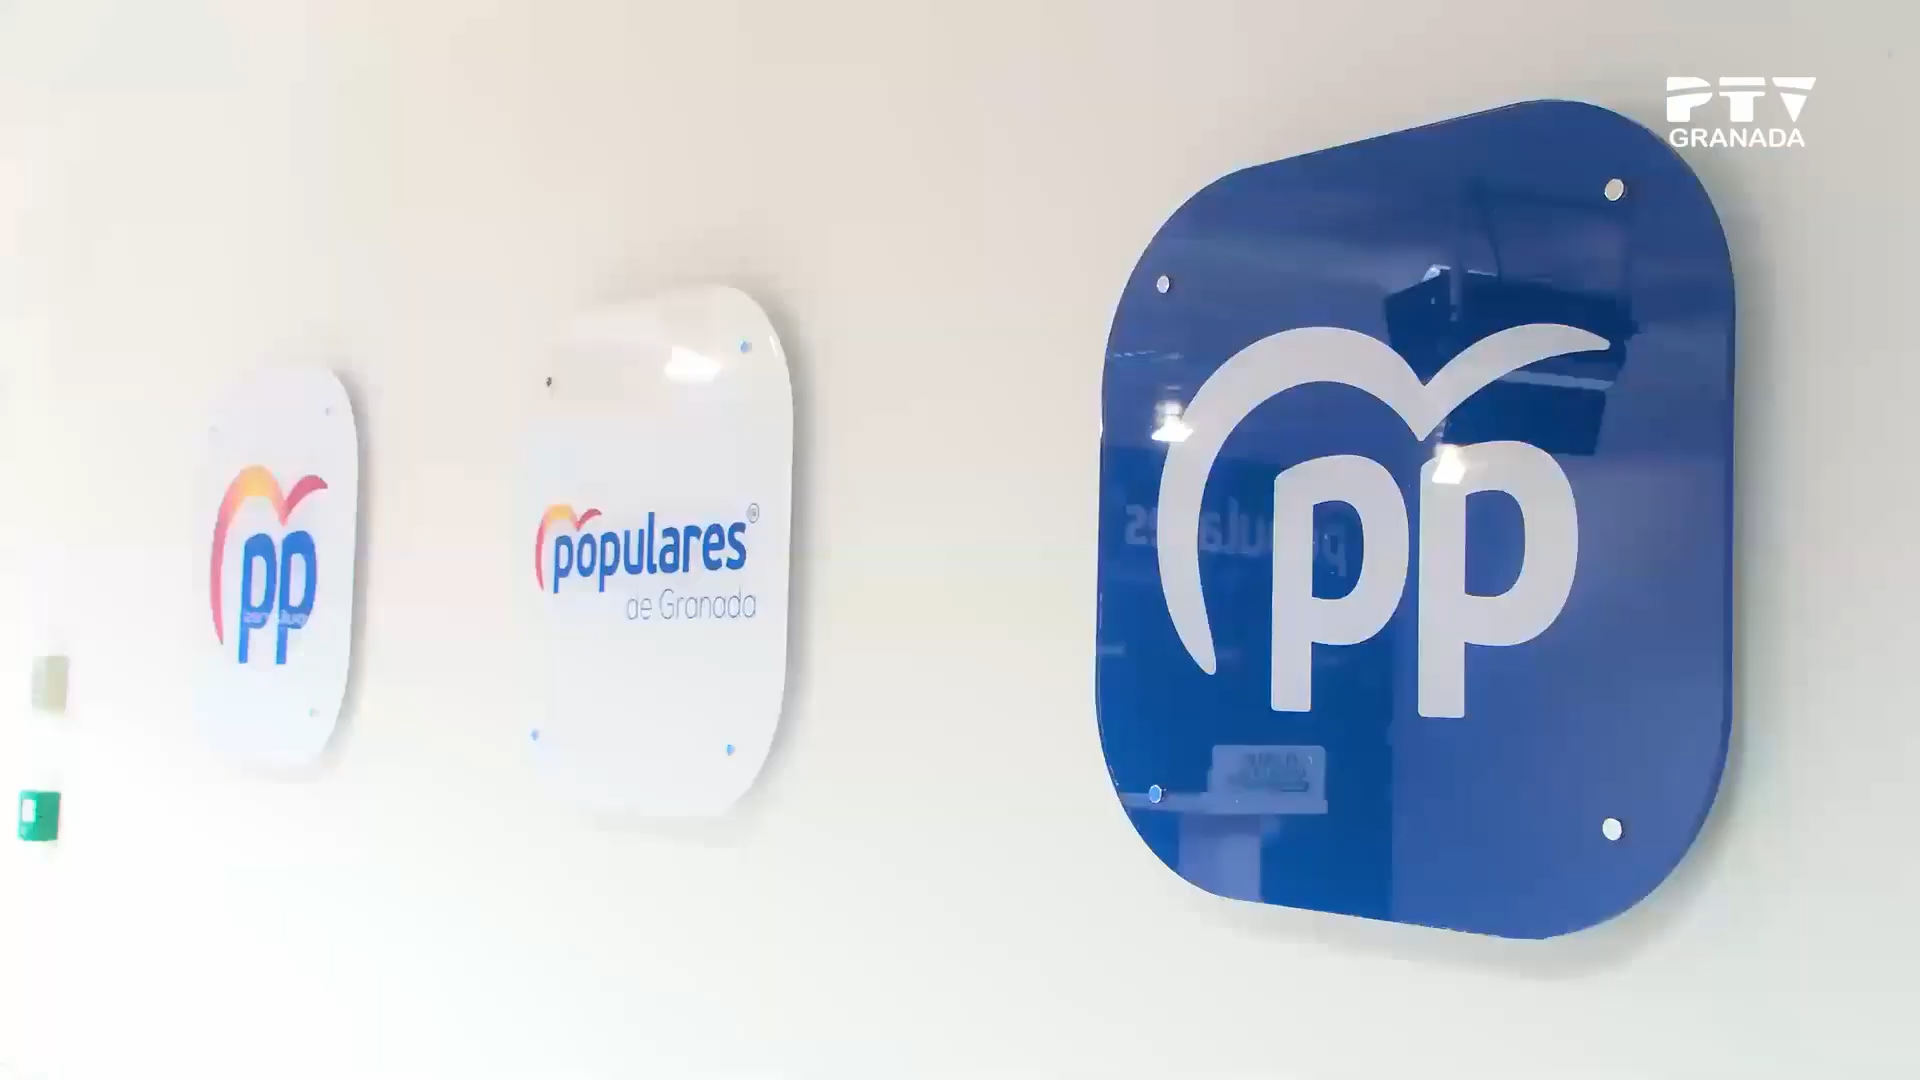 PTV
GRANADA
pp
populares®
de Granada
pp